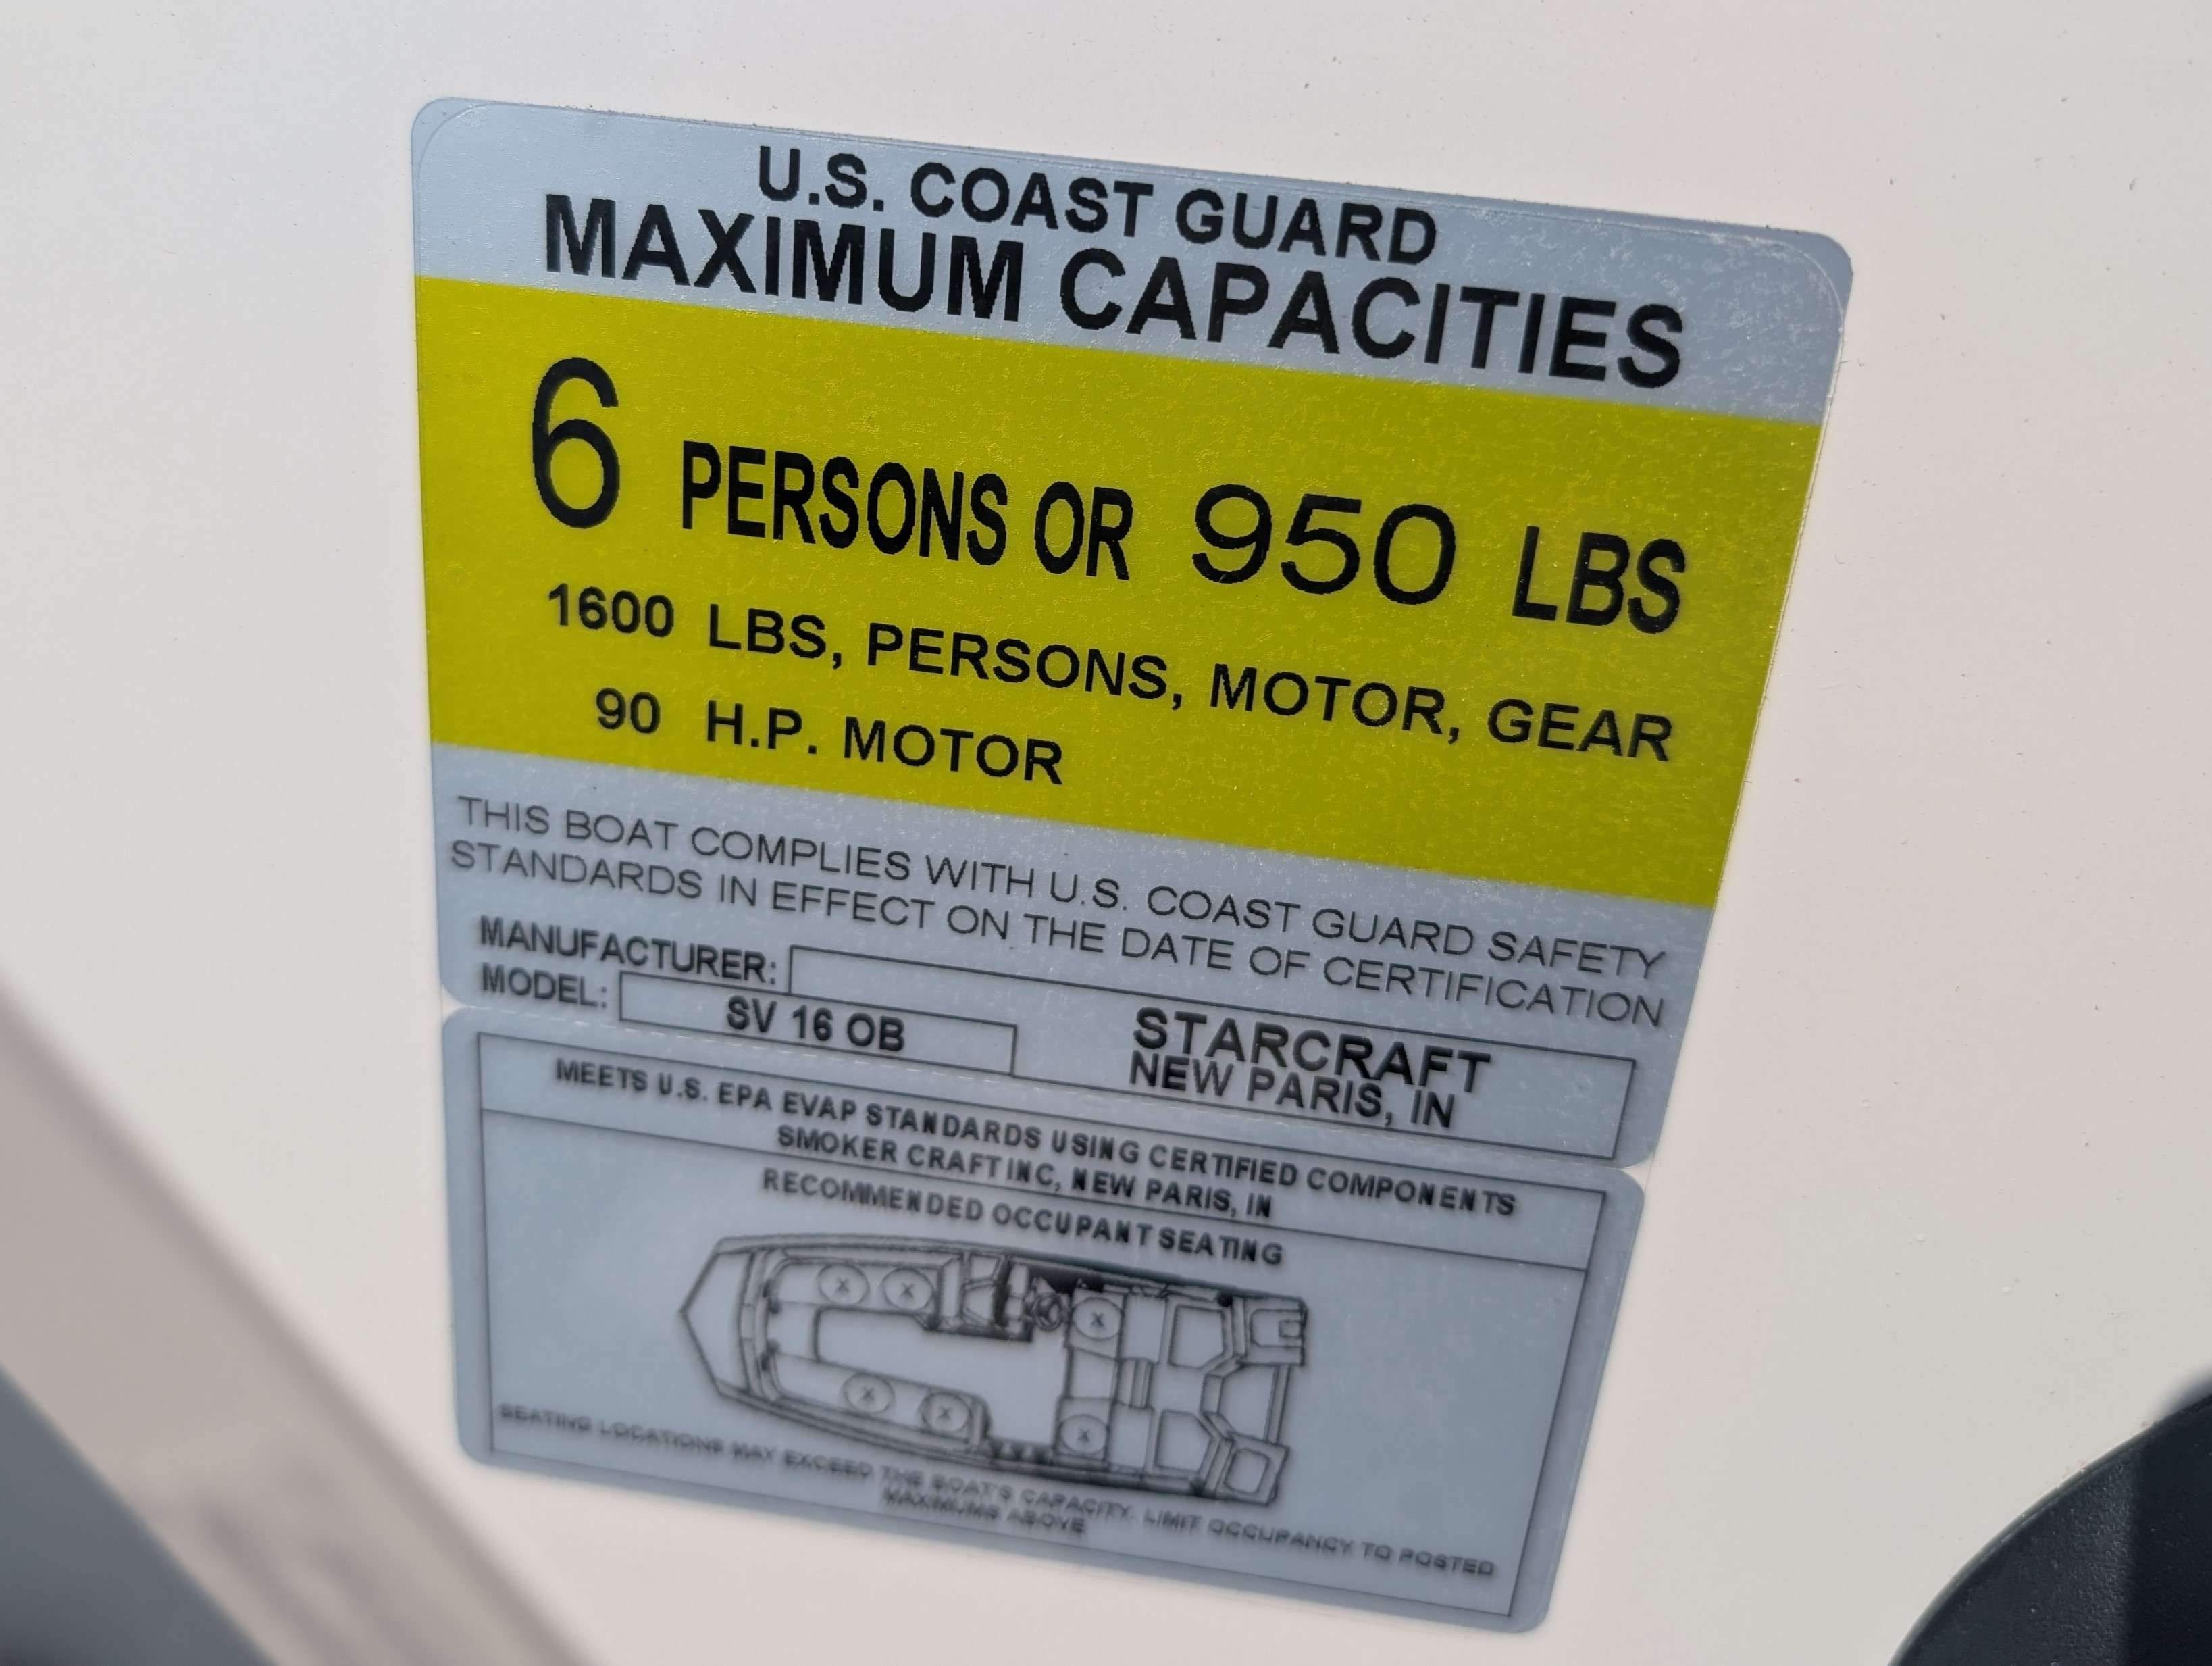 U.S. COAST GUARD
MAXIMUM CAPACITIES
6 PERSONS OR 950 LBS
1600 LBS, PERSONS, MOTOR, GEAR
90 H.P. MOTOR
THIS BOAT COMPLIES WITH U.S. COAST GUARD SAFETY
STANDARDS IN EFFECT ON THE DATE OF CERTIFICATION
MANUFACTURER:
STARCRAFT
NEW PARIS, IN
MODEL: SV 16 OB
MEETS U.S. EPA EVAP STANDARDS USING CERTIFIED COMPONENTS
SMOKER CRAFT INC, NEW PARIS, IN
RECOMMENDED OCCUPANT SEATING
X X X
X X X
SEATING LOCATIONS MAY EXCEED THE BOAT'S CAPACITY. LIMIT OCCUPANCY TO POSTED
MAXIMUMS ABOVE